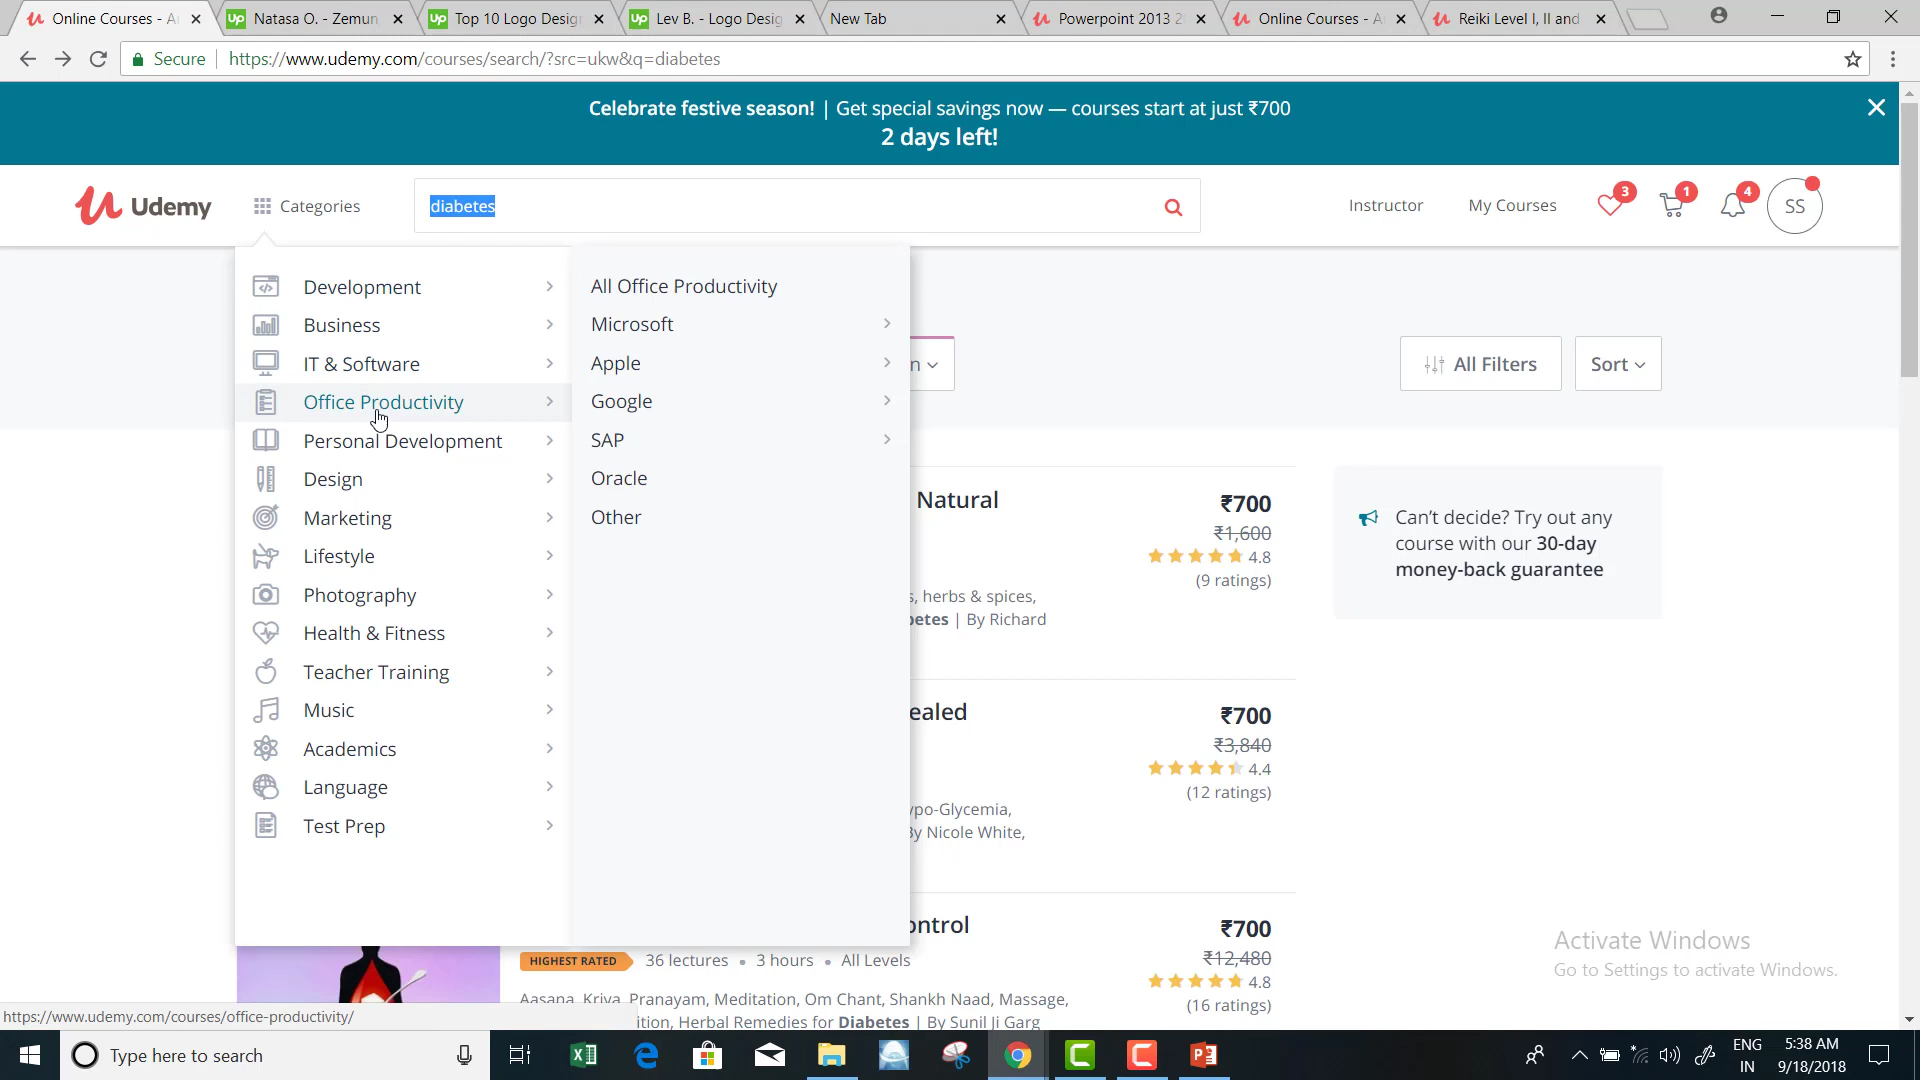 Online Courses - A
Natasa O. - Zemun
Top 10 Logo Desig
Lev B. - Logo Desig
New Tab
Powerpoint 2013 2
Online Courses - A
Reiki Level I, II and
Secure
https://www.udemy.com/courses/search/?src=ukw&q=diabetes
Celebrate festive season! | Get special savings now — courses start at just ₹700
2 days left!
Udemy
Categories
diabetes
Instructor
My Courses
3
1
4
SS
Development
Business
IT & Software
Office Productivity
Personal Development
Design
Marketing
Lifestyle
Photography
Health & Fitness
Teacher Training
Music
Academics
Language
Test Prep
All Office Productivity
Microsoft
Apple
Google
SAP
Oracle
Other
n
All Filters
Sort
Natural
₹700
₹1,600
4.8
(9 ratings)
s, herbs & spices,
betes | By Richard
Can't decide? Try out any
course with our 30-day
money-back guarantee
ealed
₹700
₹3,840
4.4
(12 ratings)
ypo-Glycemia,
By Nicole White,
ontrol
₹700
₹12,480
4.8
(16 ratings)
HIGHEST RATED
36 lectures • 3 hours • All Levels
Aasana, Kriya, Pranayam, Meditation, Om Chant, Shankh Naad, Massage,
ition, Herbal Remedies for Diabetes | By Sunil Ji Garg
Activate Windows
Go to Settings to activate Windows.
https://www.udemy.com/courses/office-productivity/
Type here to search
ENG
IN
5:38 AM
9/18/2018